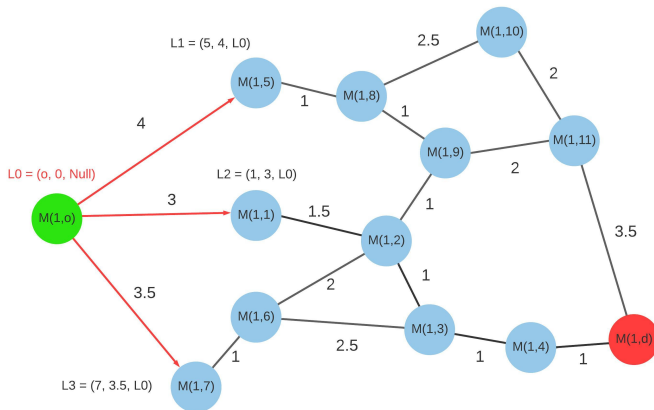 M(1,10)
2.5
L1 = (5, 4, L0)
2
M(1,5)
M(1,8)
1
1
4
M(1,11)
M(1,9)
2
L0 = (o, 0, Null)
L2 = (1, 3, L0)
3
1
M(1,o)
M(1,1)
1.5
3.5
M(1,2)
1
2
3.5
M(1,6)
M(1,3)
M(1,d)
2.5
M(1,4)
1
1
1
L3 = (7, 3.5, L0)
M(1,7)